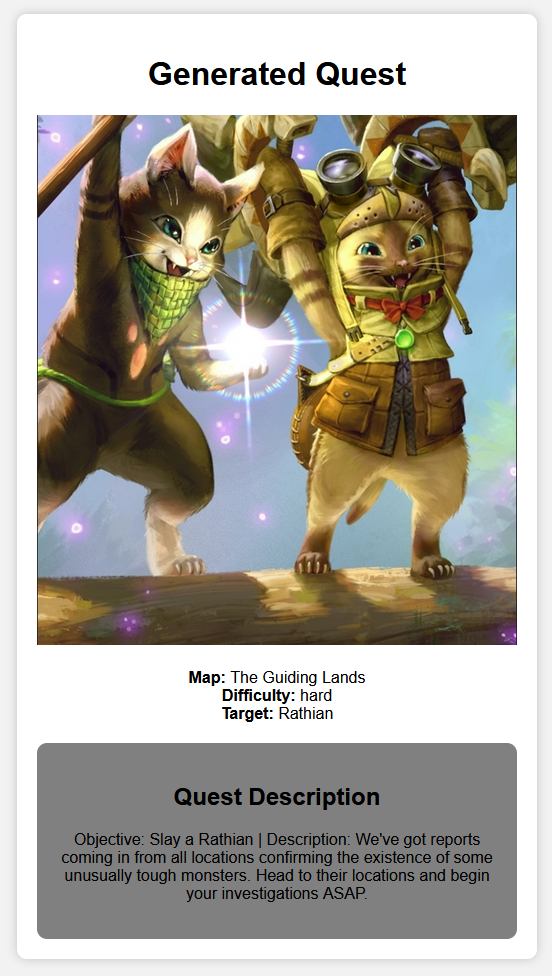 Generated Quest
Map: The Guiding Lands
Difficulty: hard
Target: Rathian
Quest Description
Objective: Slay a Rathian | Description: We've got reports
coming in from all locations confirming the existence of some
unusually tough monsters. Head to their locations and begin
your investigations ASAP.